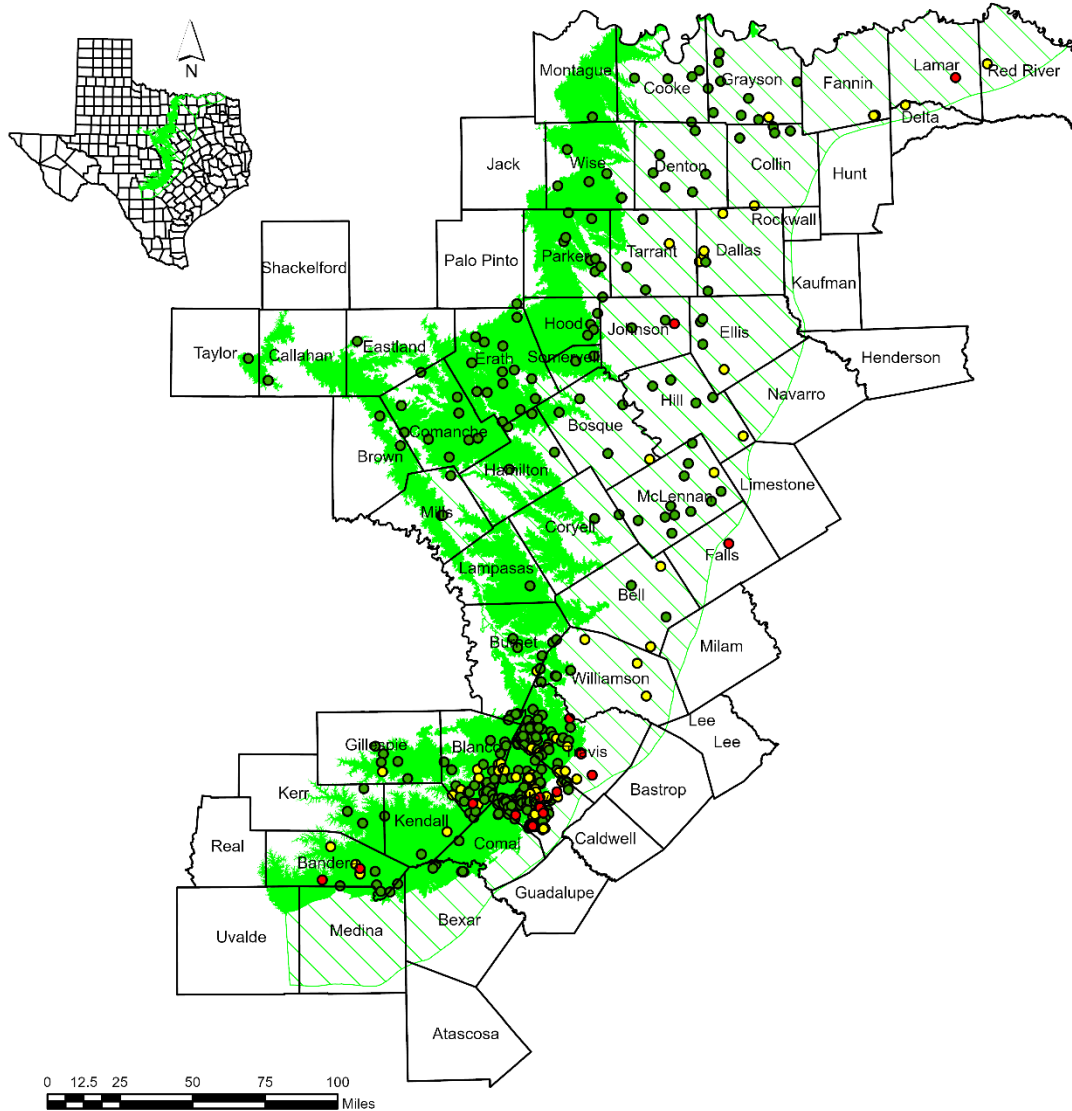 N
Montague
Cooke
Grayson
Fannin
Lamar
Red River
Delta
Jack
Wise
Denton
Collin
Hunt
Rockwall
Shackelford
Palo Pinto
Parker
Tarrant
Dallas
Kaufman
Taylor
Callahan
Eastland
Erath
Hood
Somervell
Johnson
Ellis
Henderson
Navarro
Hill
Bosque
Comanche
Brown
Hamilton
Limestone
McLennan
Mills
Coryell
Falls
Lampasas
Bell
Milam
Burnet
Williamson
Lee
Lee
Gillespie
Blanco
Travis
Bastrop
Kerr
Kendall
Caldwell
Real
Comal
Bandera
Guadalupe
Bexar
Uvalde
Medina
Atascosa
0 12.5 25 50 75 100
Miles